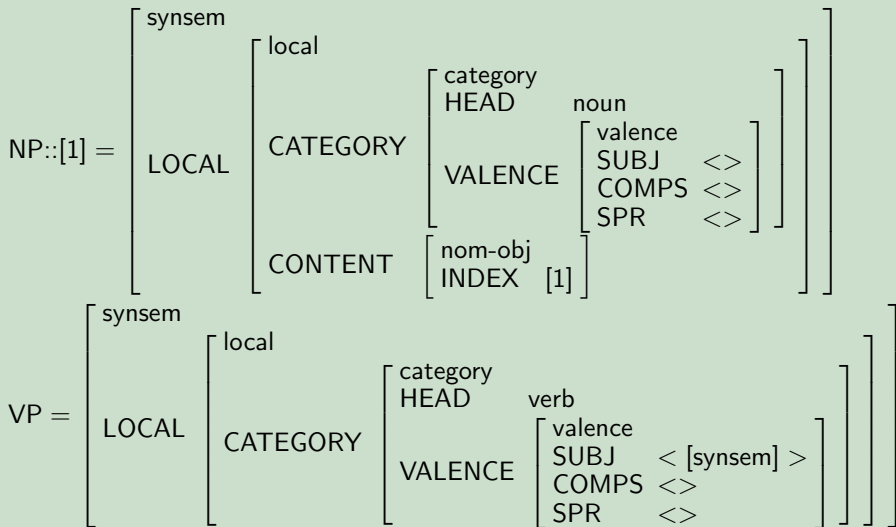 synsem
local
category
HEAD noun
valence
SUBJ <>
COMPS <>
SPR <>
VALENCE
CATEGORY
NP::[1] = LOCAL
nom-obj
INDEX [1]
CONTENT
synsem
local
category
HEAD verb
valence
SUBJ < [synsem] >
COMPS <>
SPR <>
VALENCE
CATEGORY
VP = LOCAL